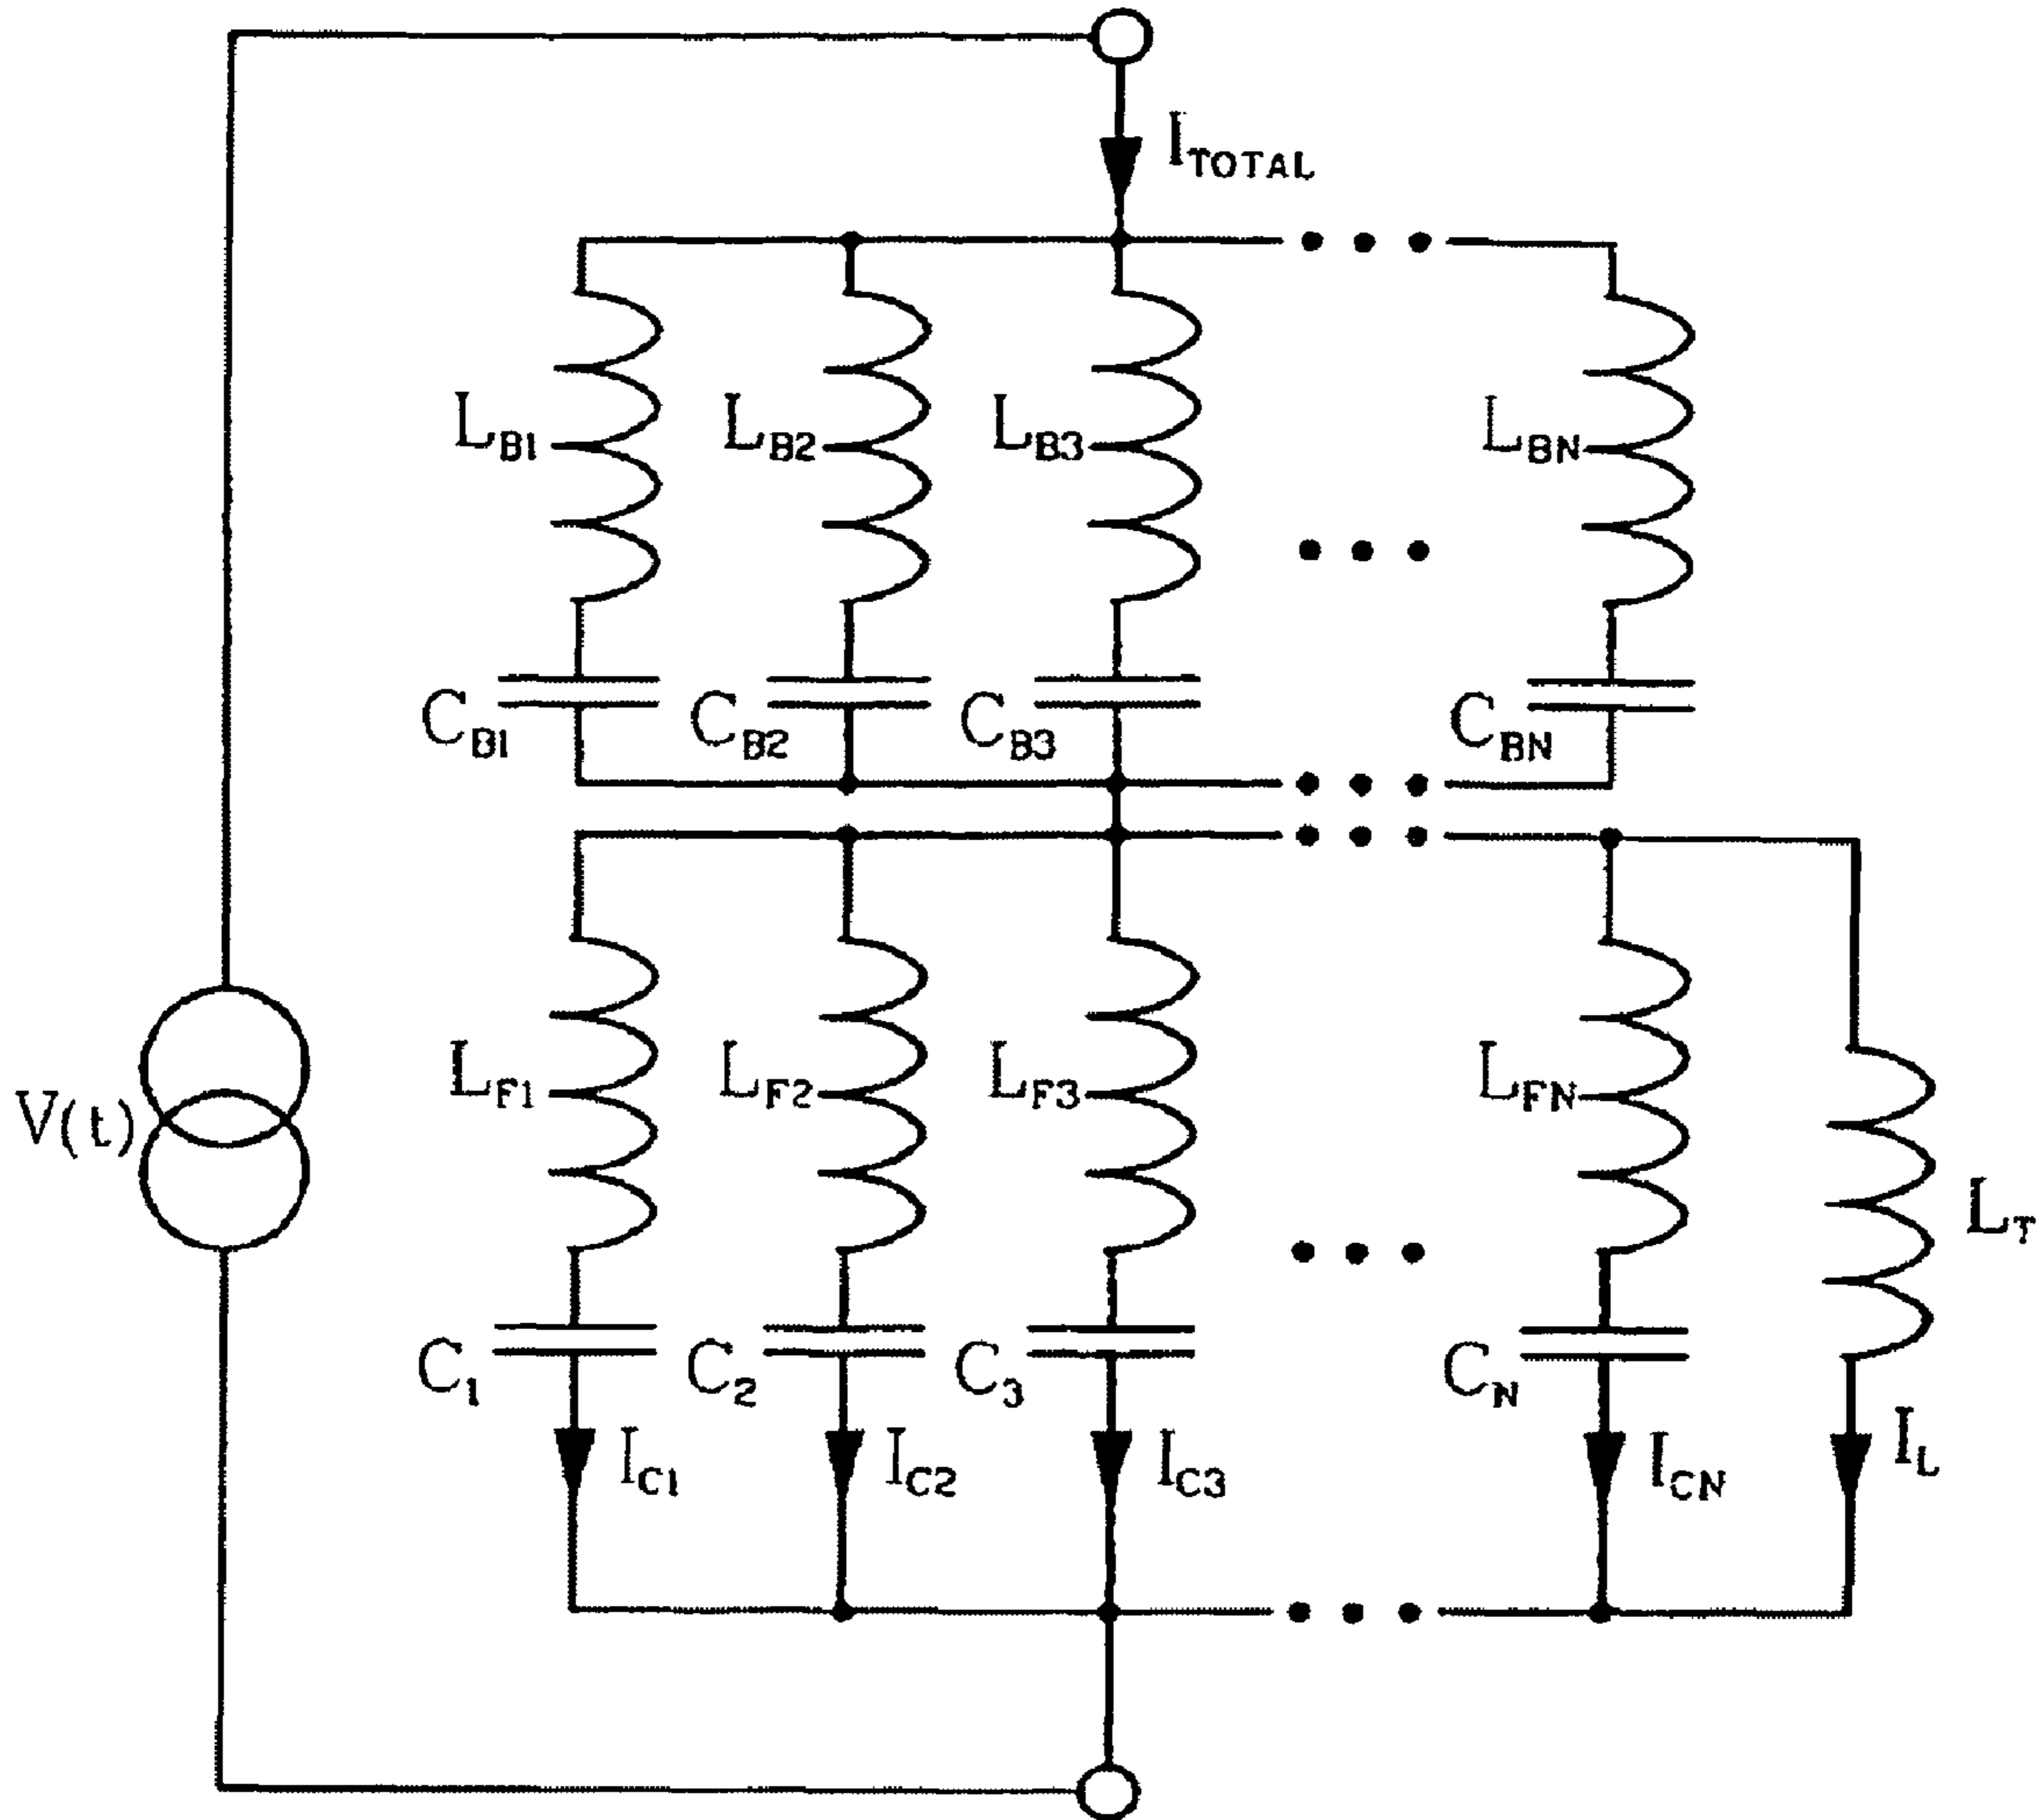 I_TOTAL
L_B1 L_B2 L_B3 L_BN
C_B1 C_B2 C_B3 C_BN
L_F1 L_F2 L_F3 L_FN
V(t)
L_T
C_1 C_2 C_3 C_N
I_C1 I_C2 I_C3 I_CN I_L